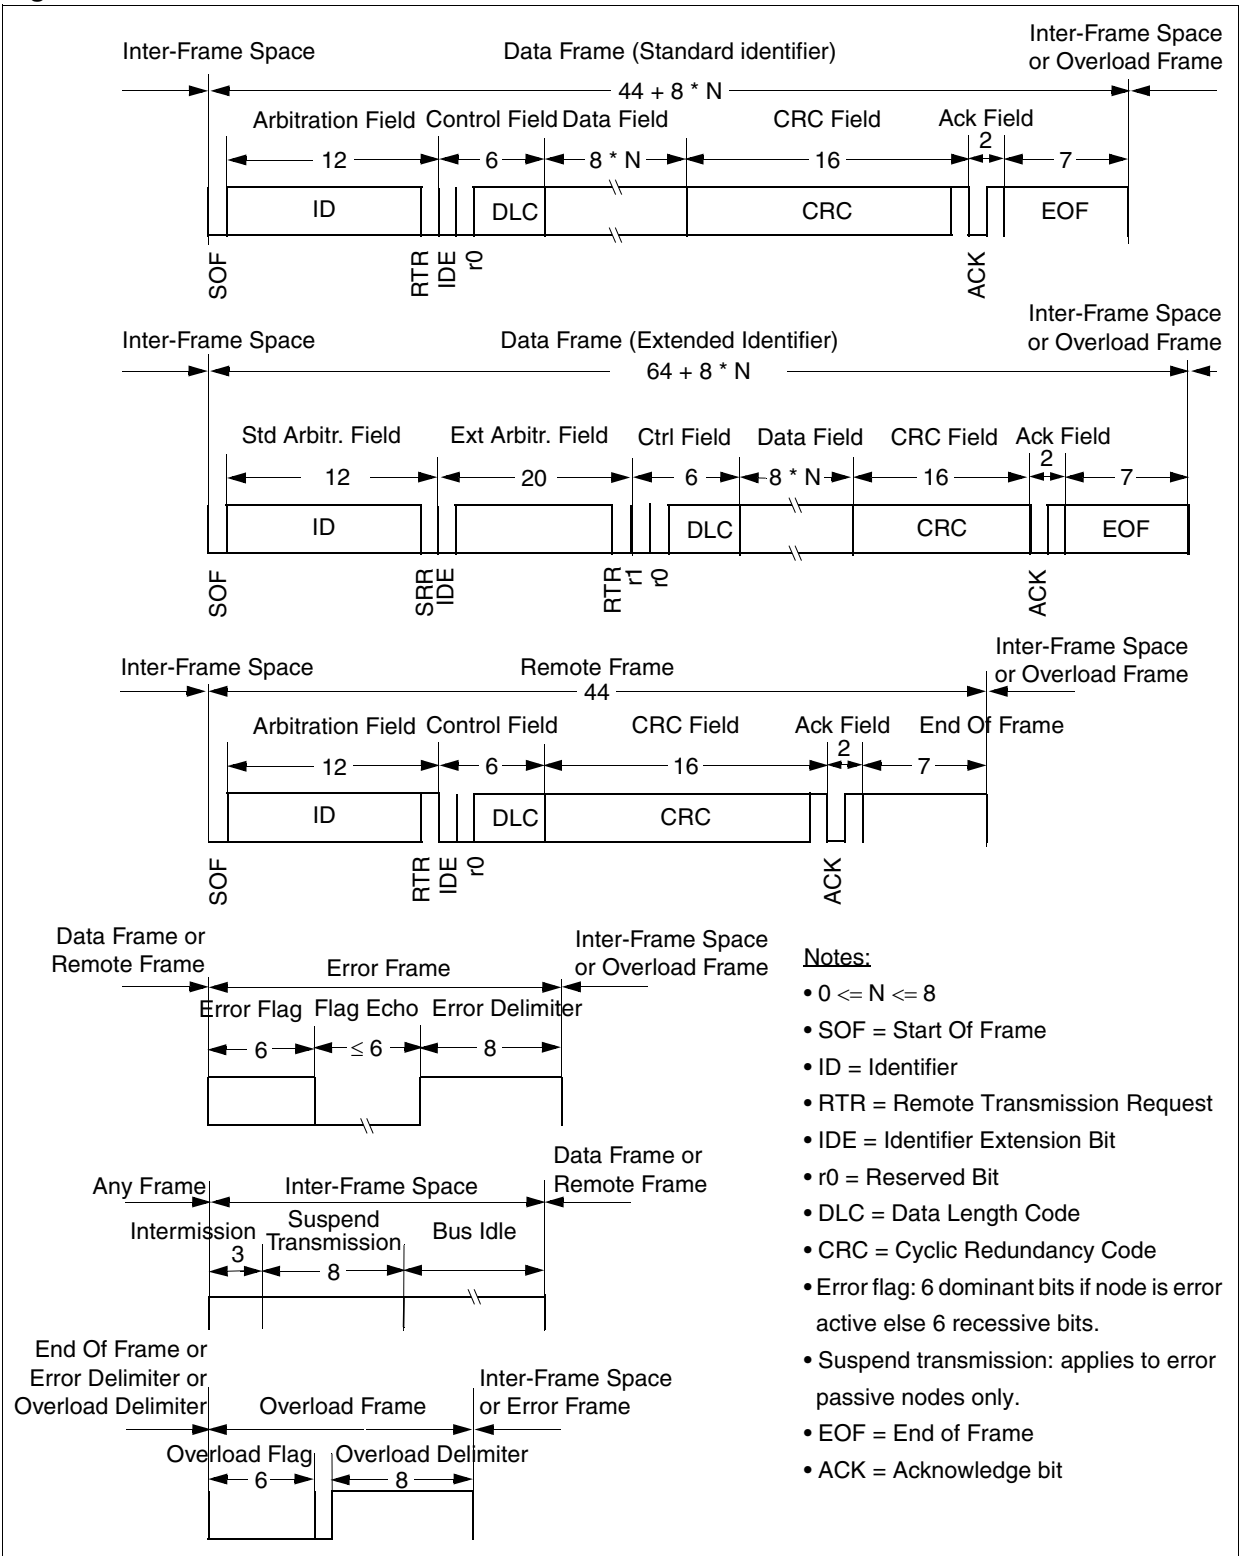 Inter-Frame Space
Data Frame (Standard identifier)
Inter-Frame Space
or Overload Frame
44 + 8 * N
Arbitration Field
Control Field
Data Field
CRC Field
Ack Field
12
6
8 * N
16
2
7
ID
DLC
CRC
EOF
SOF
RTR
IDE
r0
ACK
Inter-Frame Space
Data Frame (Extended Identifier)
Inter-Frame Space
or Overload Frame
64 + 8 * N
Std Arbitr. Field
Ext Arbitr. Field
Ctrl Field
Data Field
CRC Field
Ack Field
12
20
6
8 * N
16
2
7
ID
DLC
CRC
EOF
SOF
SRR
IDE
RTR
r1
r0
ACK
Inter-Frame Space
Remote Frame
Inter-Frame Space
or Overload Frame
44
Arbitration Field
Control Field
CRC Field
Ack Field
End Of Frame
12
6
16
2
7
ID
DLC
CRC
SOF
RTR
IDE
r0
ACK
Data Frame or
Remote Frame
Error Frame
Inter-Frame Space
or Overload Frame
Error Flag
Flag Echo
Error Delimiter
6
≤ 6
8
Any Frame
Inter-Frame Space
Data Frame or
Remote Frame
Intermission
Suspend
Transmission
Bus Idle
3
8
End Of Frame or
Error Delimiter or
Overload Delimiter
Overload Frame
Inter-Frame Space
or Error Frame
Overload Flag
Overload Delimiter
6
8
Notes:
• 0 <= N <= 8
• SOF = Start Of Frame
• ID = Identifier
• RTR = Remote Transmission Request
• IDE = Identifier Extension Bit
• r0 = Reserved Bit
• DLC = Data Length Code
• CRC = Cyclic Redundancy Code
• Error flag: 6 dominant bits if node is error
active else 6 recessive bits.
• Suspend transmission: applies to error
passive nodes only.
• EOF = End of Frame
• ACK = Acknowledge bit